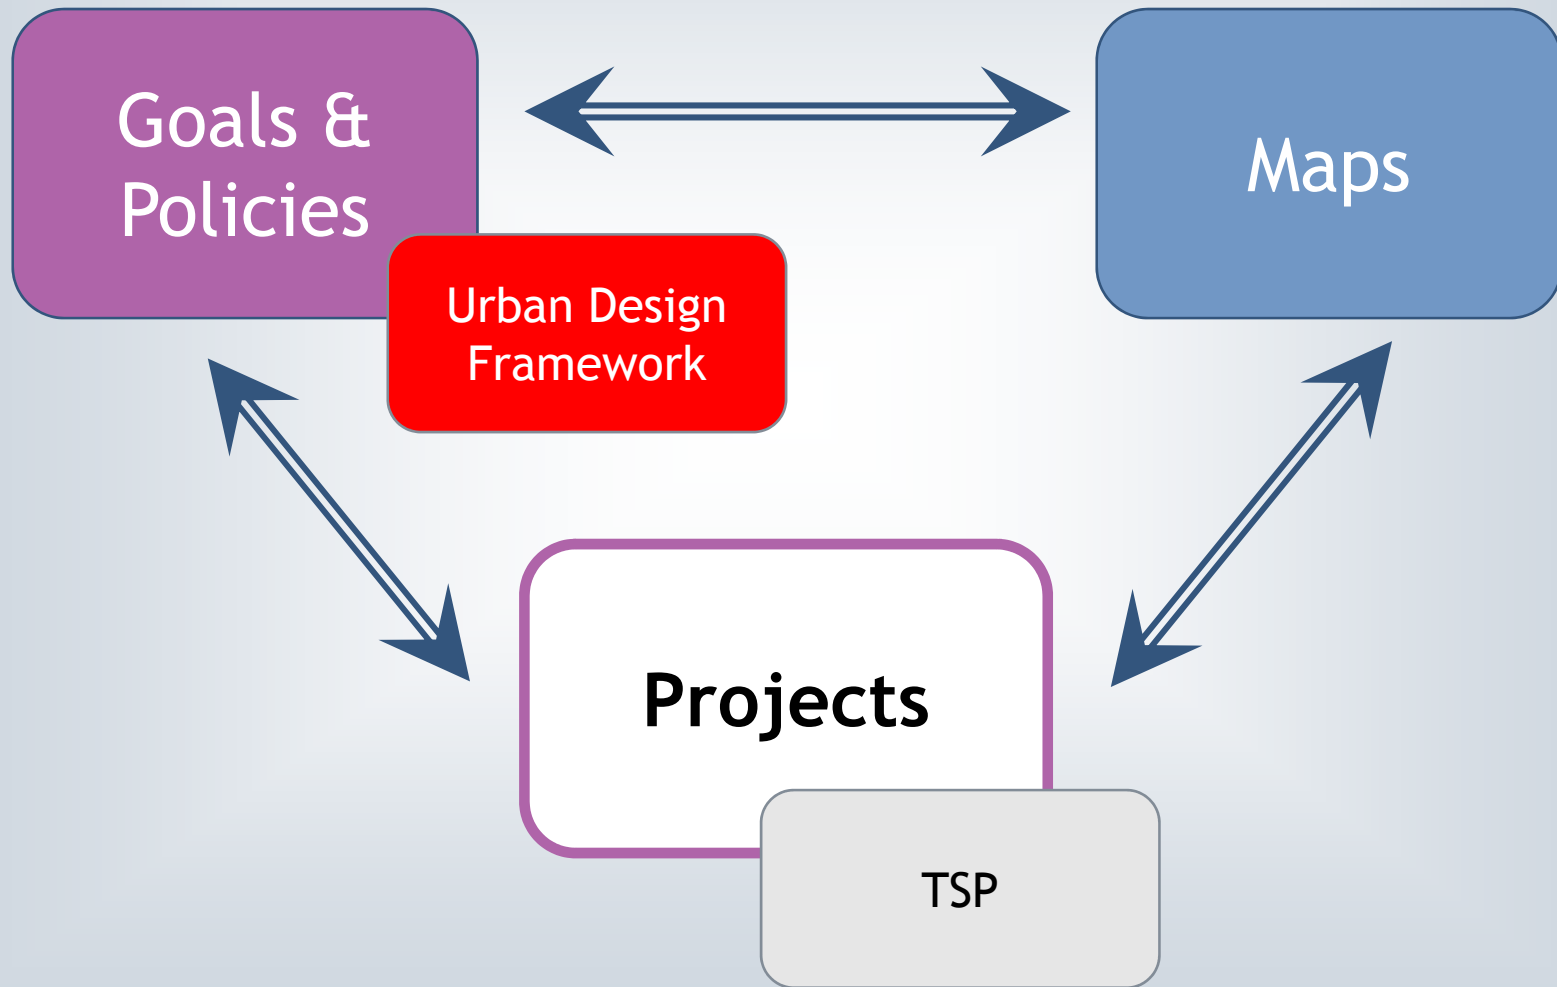 Goals &
Policies
Maps
Urban Design
Framework
Projects
TSP